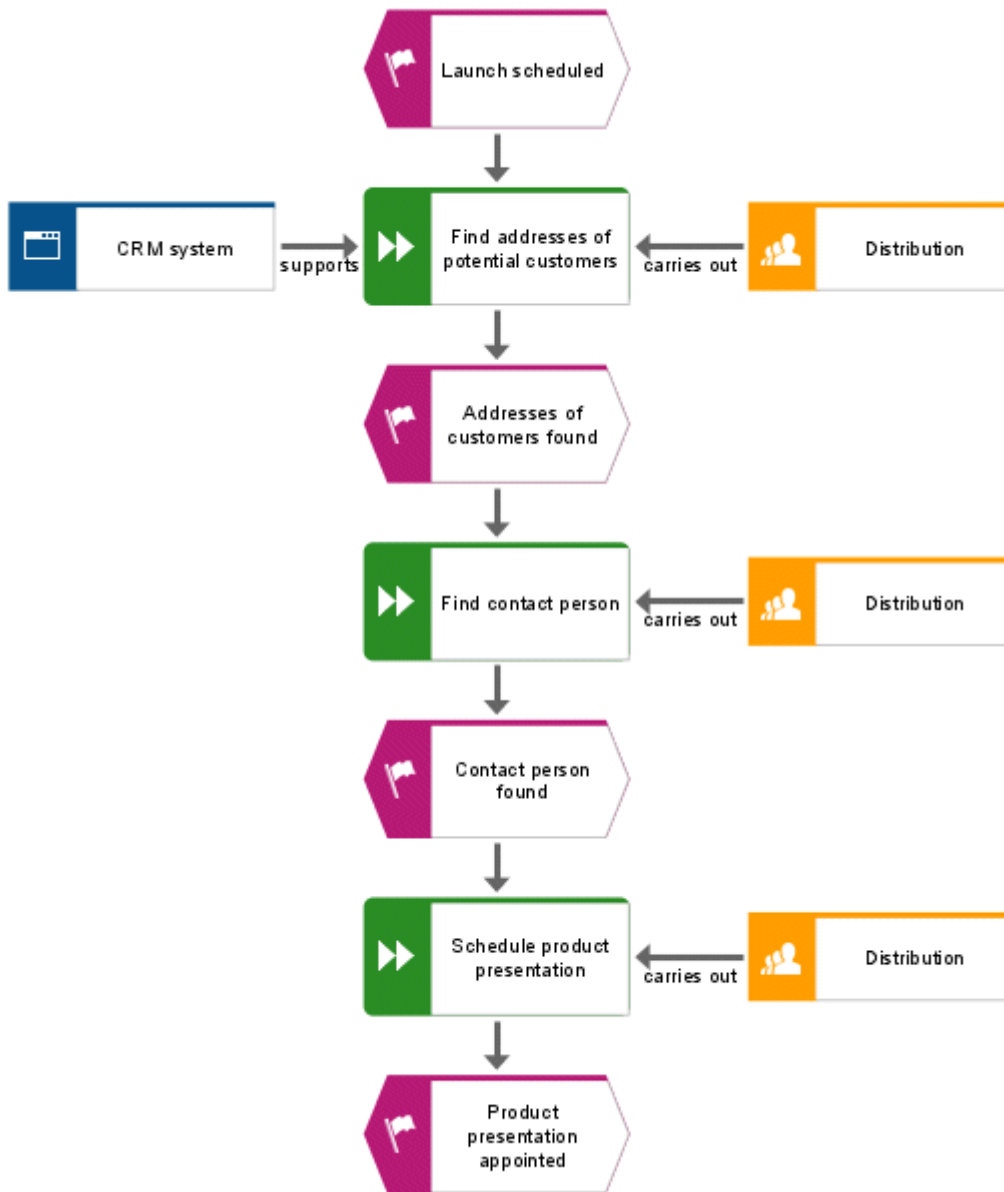 Launch scheduled
CRM system
supports
Find addresses of
potential customers
carries out
Distribution
Addresses of
customers found
Find contact person
carries out
Distribution
Contact person
found
Schedule product
presentation
carries out
Distribution
Product
presentation
appointed